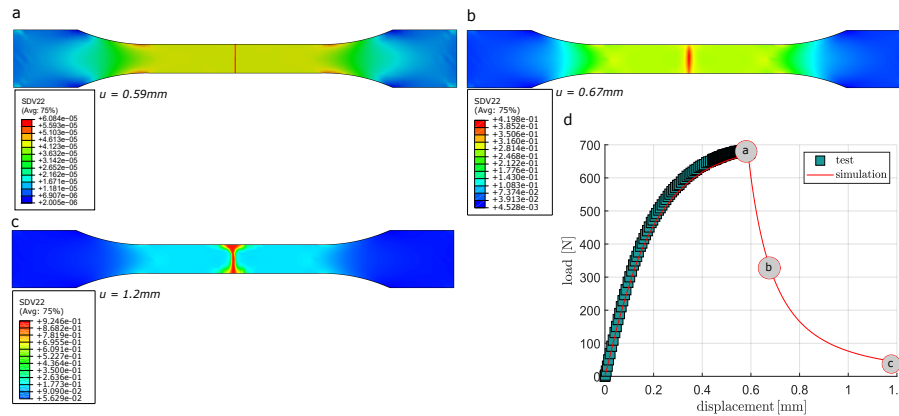 a
u = 0.59mm
SDV22
(Avg: 75%)
+6.084e-05
+5.593e-05
+5.103e-05
+4.613e-05
+4.123e-05
+3.632e-05
+3.142e-05
+2.652e-05
+2.162e-05
+1.671e-05
+1.181e-05
+6.907e-06
+2.005e-06
b
u = 0.67mm
SDV22
(Avg: 75%)
+4.198e-01
+3.852e-01
+3.506e-01
+3.160e-01
+2.814e-01
+2.468e-01
+2.122e-01
+1.776e-01
+1.430e-01
+1.083e-01
+7.374e-02
+3.913e-02
+4.528e-03
c
u = 1.2mm
SDV22
(Avg: 75%)
+9.246e-01
+8.682e-01
+7.819e-01
+6.955e-01
+6.091e-01
+5.227e-01
+4.364e-01
+3.500e-01
+2.636e-01
+1.773e-01
+9.090e-02
+5.629e-02
d
700
600
500
400
300
200
100
0
load [N]
test
simulation
a
b
c
0
0.2
0.4
0.6
0.8
1
1.
displacement [mm]